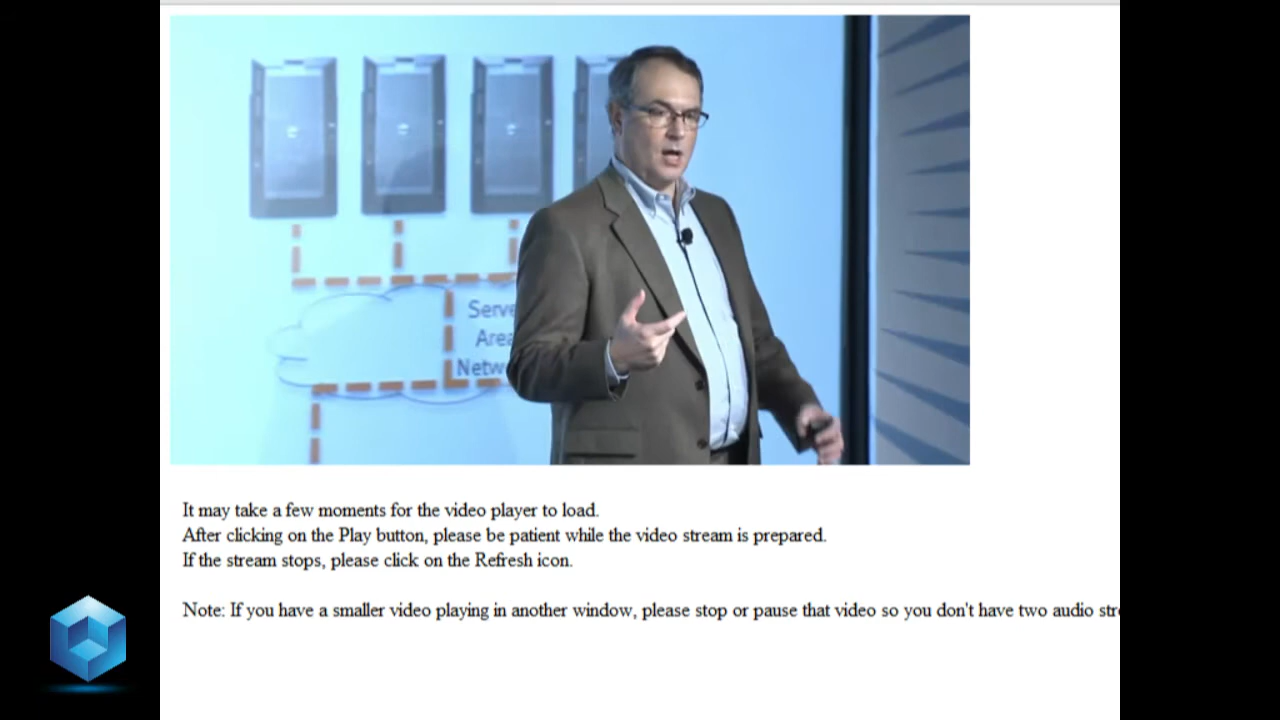 Serve
Area
Netw
It may take a few moments for the video player to load.
After clicking on the Play button, please be patient while the video stream is prepared.
If the stream stops, please click on the Refresh icon.
Note: If you have a smaller video playing in another window, please stop or pause that video so you don't have two audio stre